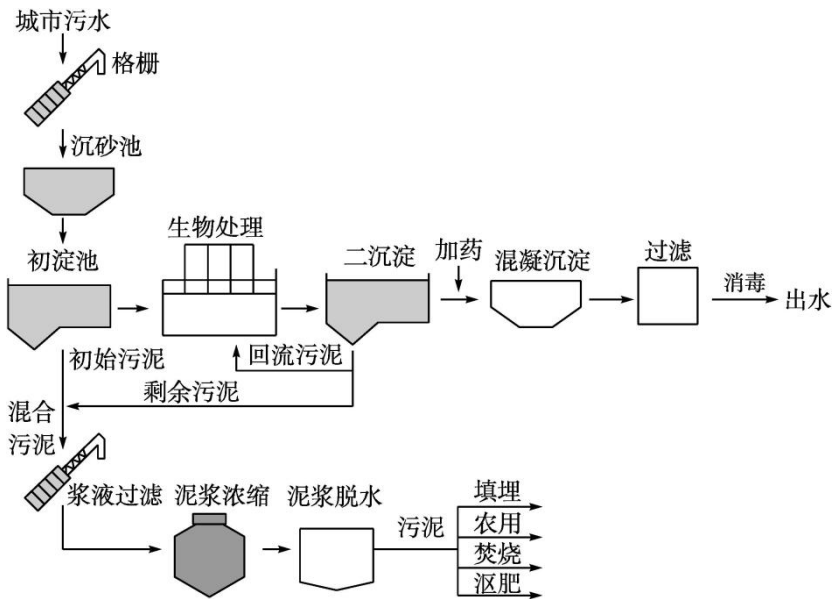 城市污水
格栅
沉砂池
初淀池
生物处理
二沉淀
加药
混凝沉淀
过滤
消毒
出水
初始污泥
回流污泥
剩余污泥
混合
污泥
浆液过滤
泥浆浓缩
泥浆脱水
污泥
填埋
农用
焚烧
沤肥